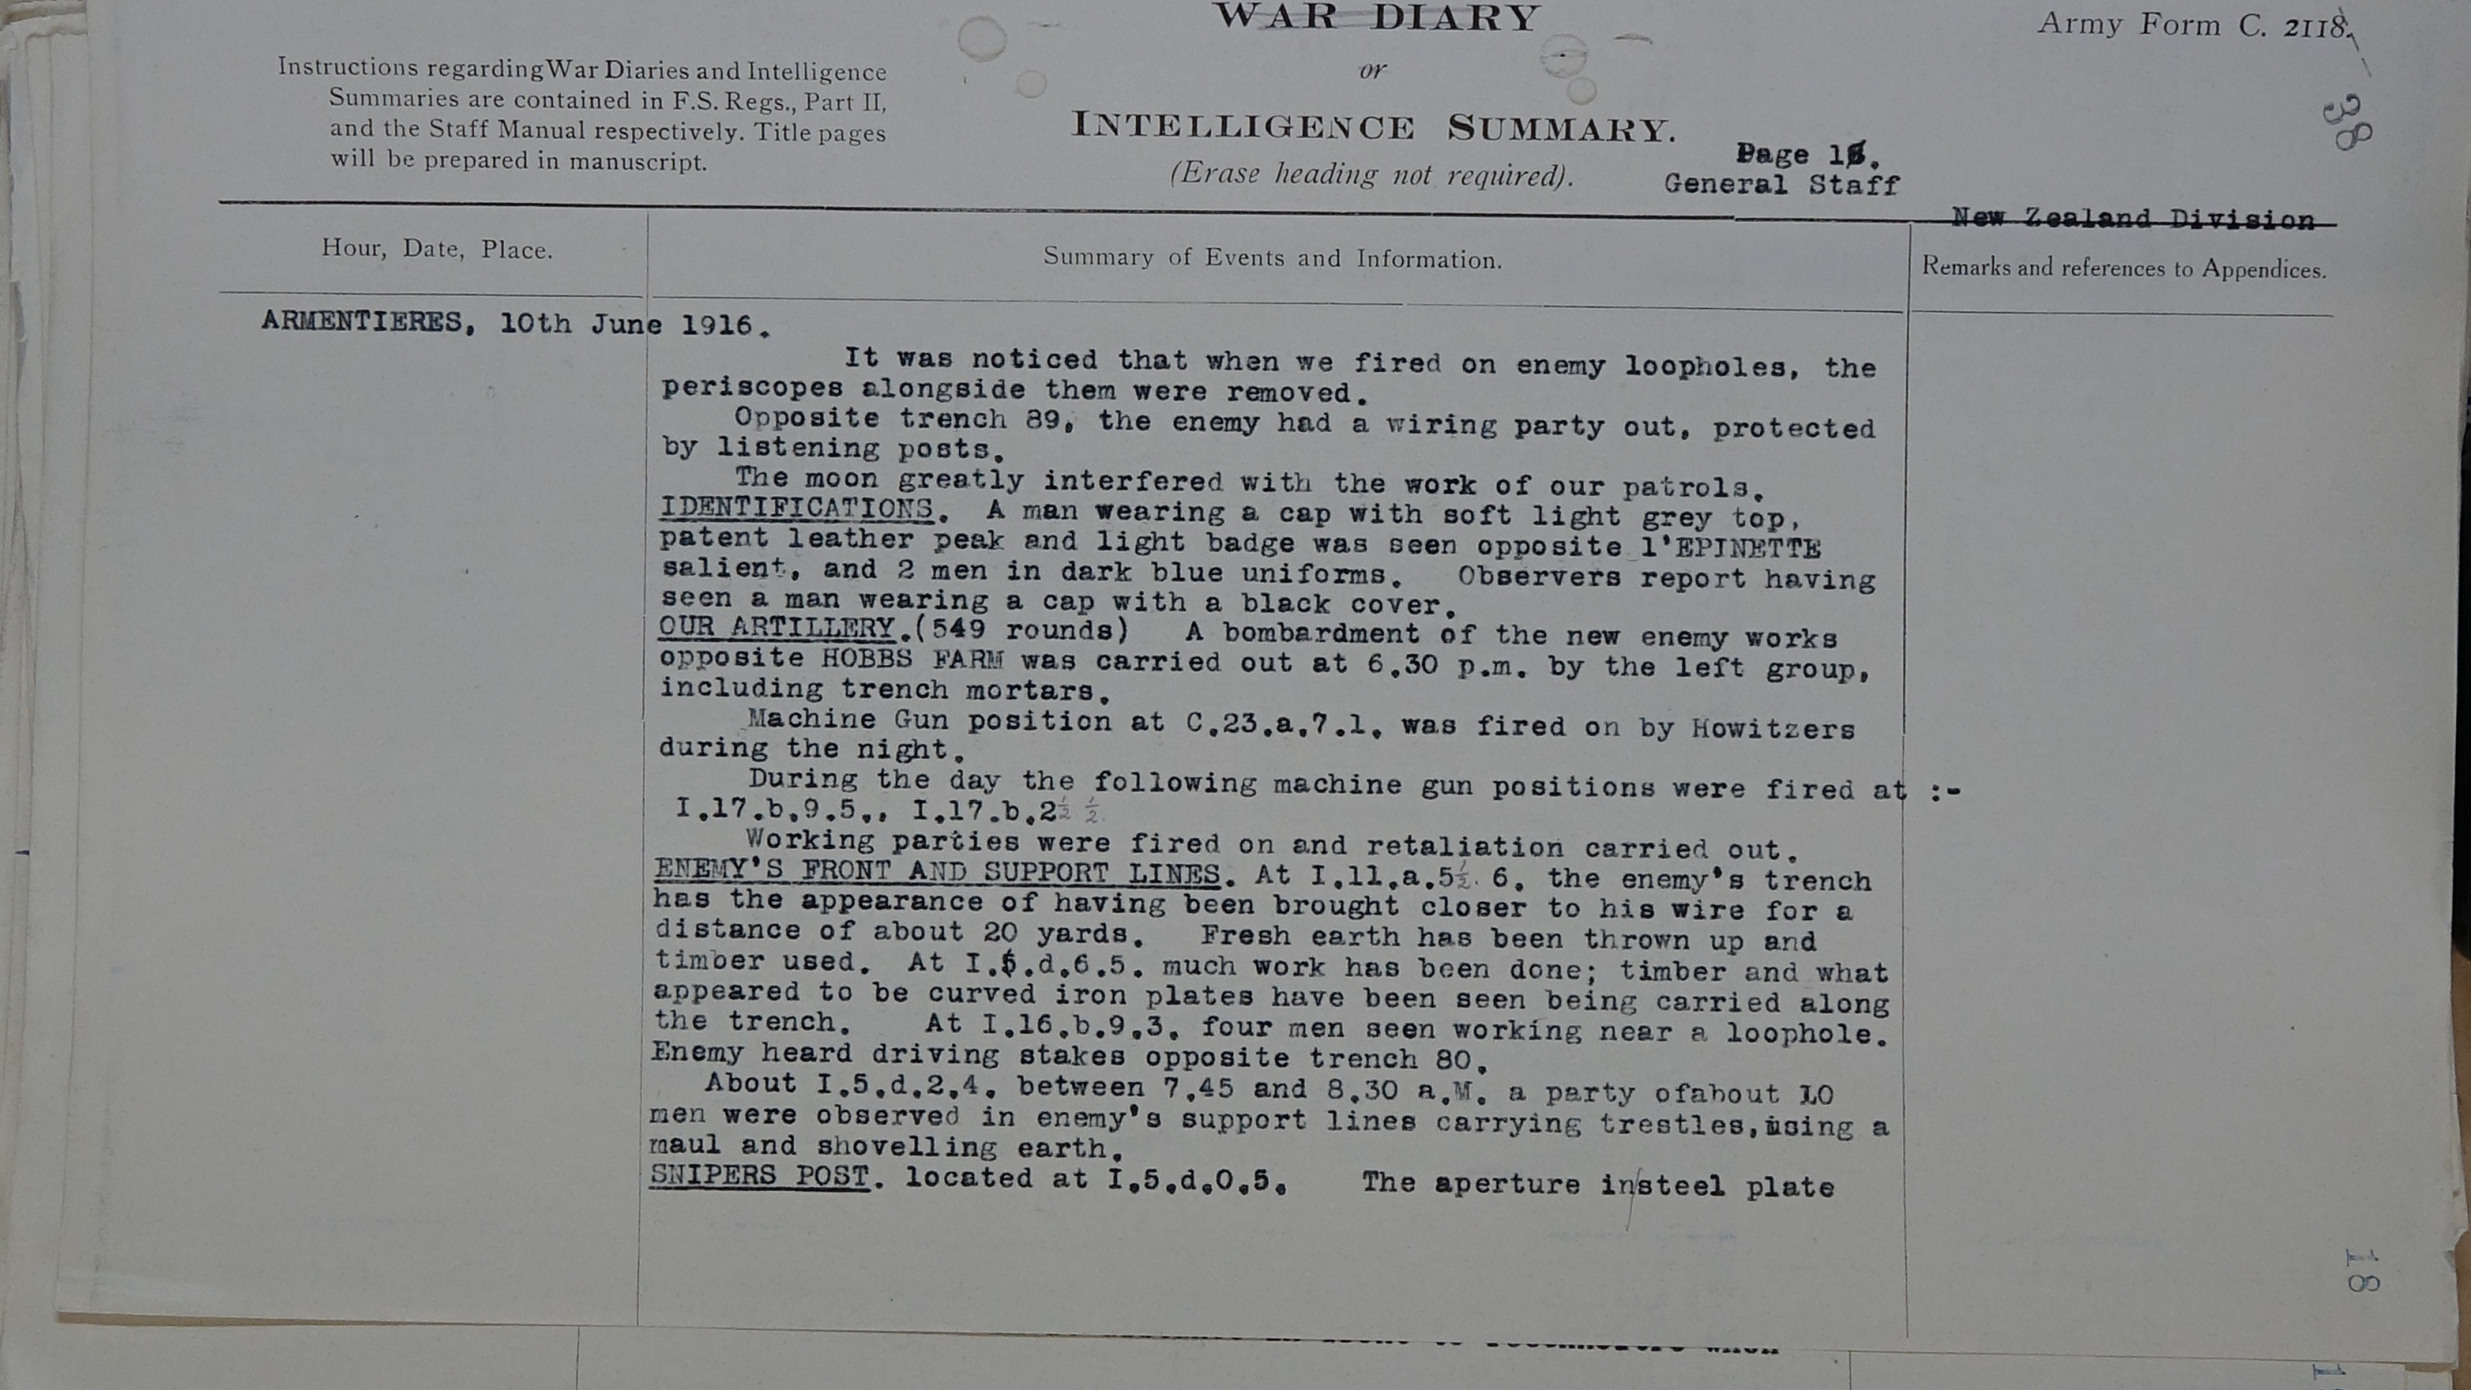 WAR DIARY
Army Form C. 2118.
or
Instructions regarding War Diaries and Intelligence
Summaries are contained in F.S. Regs., Part II,
and the Staff Manual respectively. Title pages
will be prepared in manuscript.
INTELLIGENCE SUMMARY.
(Erase heading not required).
38
Page
General Staff
New Zealand Division
Hour, Date, Place.
Summary of Events and Information.
Remarks and references to Appendices.
ARMENTIERES, 10th June 1916.
It was noticed that when we fired on enemy loopholes, the
periscopes alongside them were removed.
Opposite trench 89, the enemy had a wiring party out, protected
by listening posts.
The moon greatly interfered with the work of our patrols.
IDENTIFICATIONS. A man wearing a cap with soft light grey top,
patent leather peak and light badge was seen opposite l'EPINETTE
salient, and 2 men in dark blue uniforms. Observers report having
seen a man wearing a cap with a black cover.
OUR ARTILLERY.(549 rounds) A bombardment of the new enemy works
opposite HOBBS FARM was carried out at 6.30 p.m. by the left group,
including trench mortars.
Machine Gun position at C.23.a.7.1. was fired on by Howitzers
during the night.
During the day the following machine gun positions were fired at :-
I.17.b.9.5., I.17.b.2½ ½.
Working parties were fired on and retaliation carried out.
ENEMY'S FRONT AND SUPPORT LINES. At I.11.a.5½. 6. the enemy's trench
has the appearance of having been brought closer to his wire for a
distance of about 20 yards. Fresh earth has been thrown up and
timber used. At I.5.d.6.5. much work has been done; timber and what
appeared to be curved iron plates have been seen being carried along
the trench. At I.16.b.9.3. four men seen working near a loophole.
Enemy heard driving stakes opposite trench 80.
About I.5.d.2.4. between 7.45 and 8.30 a.M. a party ofabout 10
men were observed in enemy's support lines carrying trestles,using a
maul and shovelling earth.
SNIPERS POST. located at I.5.d.0.5. The aperture in/steel plate
18